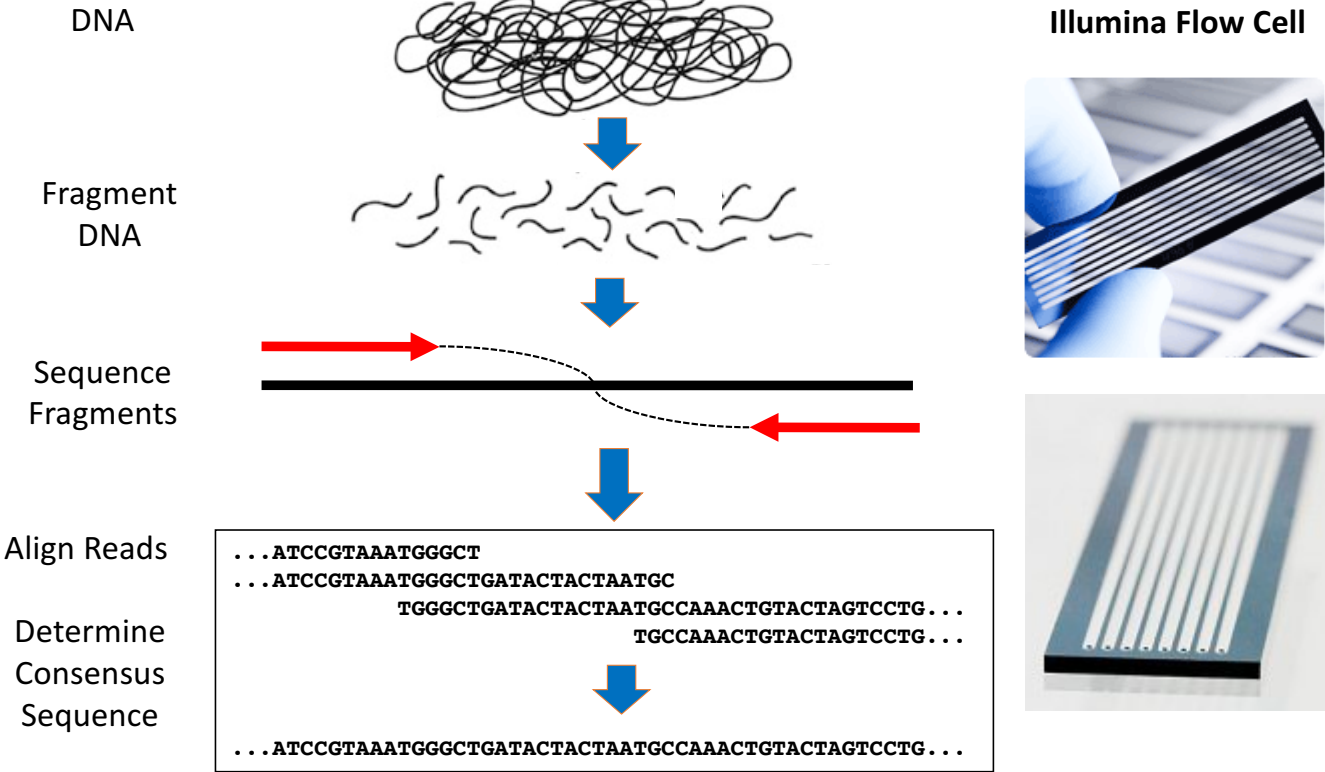 DNA
Illumina Flow Cell
Fragment
DNA
Sequence
Fragments
Align Reads
...ATCCGTAAATGGGCT
...ATCCGTAAATGGGCTGATACTACTAATGC
TGGGCTGATACTACTAATGCCAAACTGTACTAGTCCTG...
TGCCAAACTGTACTAGTCCTG...
Determine
Consensus
Sequence
...ATCCGTAAATGGGCTGATACTACTAATGCCAAACTGTACTAGTCCTG...